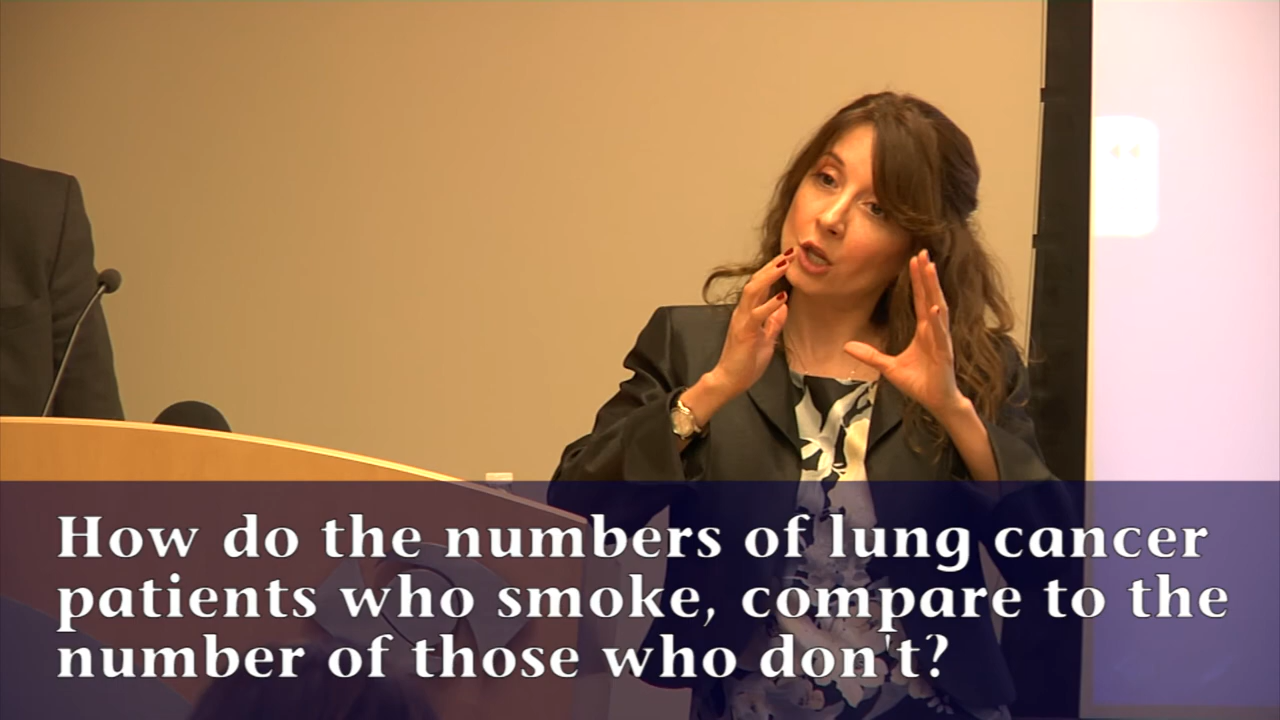 How do the numbers of lung cancer
patients who smoke, compare to the
number of those who don't?